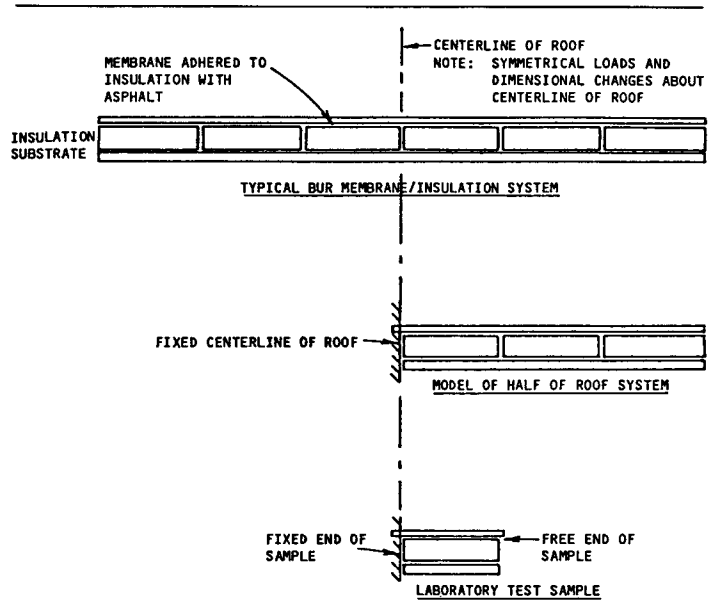 CENTERLINE OF ROOF
NOTE: SYMMETRICAL LOADS AND
DIMENSIONAL CHANGES ABOUT
CENTERLINE OF ROOF
MEMBRANE ADHERED TO
INSULATION WITH
ASPHALT
INSULATION
SUBSTRATE
TYPICAL BUR MEMBRANE/INSULATION SYSTEM
FIXED CENTERLINE OF ROOF
MODEL OF HALF OF ROOF SYSTEM
FIXED END OF
SAMPLE
FREE END OF
SAMPLE
LABORATORY TEST SAMPLE